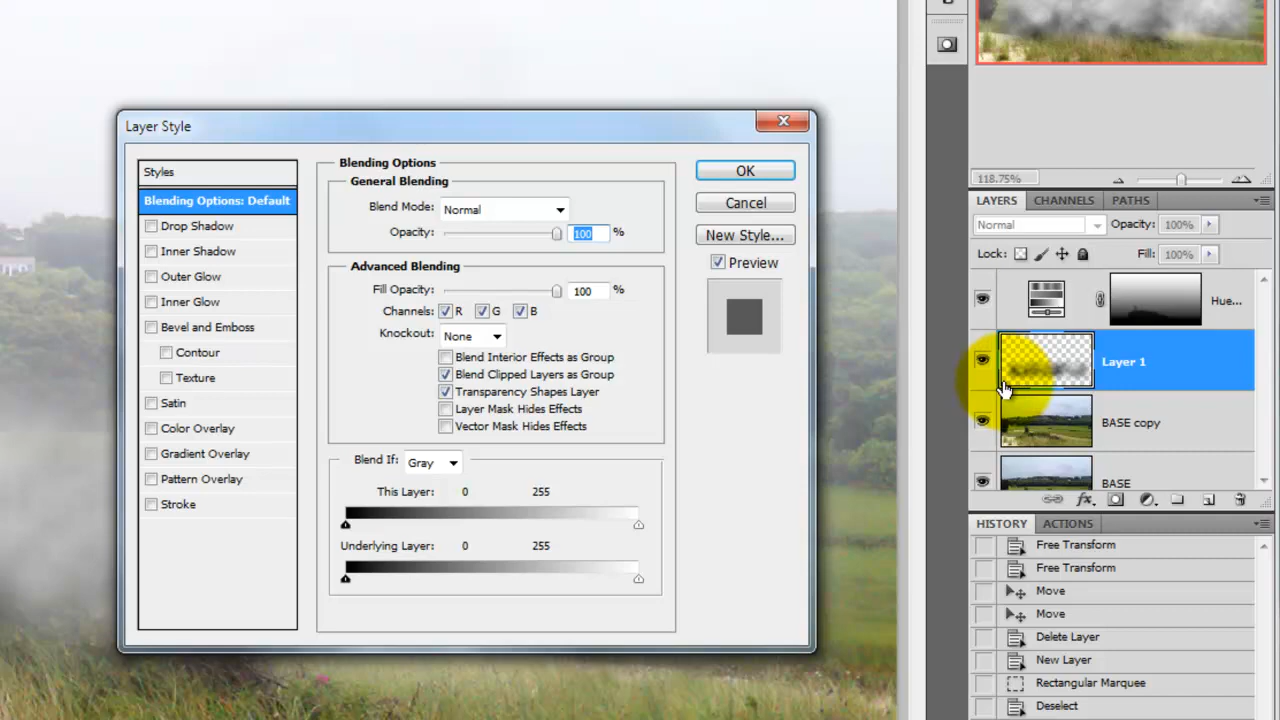 Layer Style
Styles
Blending Options: Default
Drop Shadow
Inner Shadow
Outer Glow
Inner Glow
Bevel and Emboss
Contour
Texture
Satin
Color Overlay
Gradient Overlay
Pattern Overlay
Stroke
Blending Options
General Blending
Blend Mode: Normal
Opacity: 100 %
Advanced Blending
Fill Opacity: 100 %
Channels: R G B
Knockout: None
Blend Interior Effects as Group
Blend Clipped Layers as Group
Transparency Shapes Layer
Layer Mask Hides Effects
Vector Mask Hides Effects
Blend If: Gray
This Layer: 0 255
Underlying Layer: 0 255
OK
Cancel
New Style...
Preview
118.75%
LAYERS CHANNELS PATHS
Normal Opacity: 100%
Lock: Fill: 100%
Hue...
Layer 1
BASE copy
BASE
HISTORY ACTIONS
Free Transform
Free Transform
Move
Move
Delete Layer
New Layer
Rectangular Marquee
Deselect